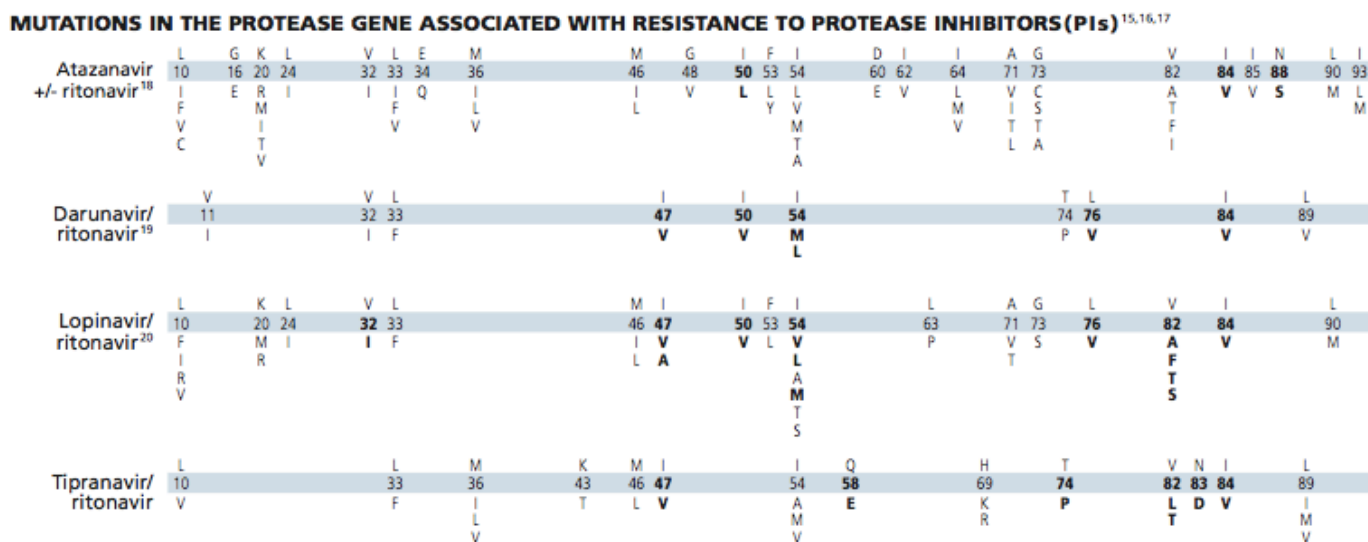 MUTATIONS IN THE PROTEASE GENE ASSOCIATED WITH RESISTANCE TO PROTEASE INHIBITORS (PIs)15,16,17
L G K L V L E M M G I F I D I I A G V I I N L I
Atazanavir 10 16 20 24 32 33 34 36 46 48 50 53 54 60 62 64 71 73 82 84 85 88 90 93
+/- ritonavir18 I E R I I I Q I I V L L L E V L V C A V V S M L
F M F L L Y V M I S T M
V I V V M V T T F
C T T L A I
V A
V V L I I I T L I L
Darunavir/ 11 32 33 47 50 54 74 76 84 89
ritonavir19 I I F V V M P V V V
L
L K L V L M I I F I L A G L V I L
Lopinavir/ 10 20 24 32 33 46 47 50 53 54 63 71 73 76 82 84 90
ritonavir20 F M I I F I V V L V P V S V A V M
I R L A L T F
R A T
V M S
T
S
L L M K M I I Q H T V N I L
Tipranavir/ 10 33 36 43 46 47 54 58 69 74 82 83 84 89
ritonavir V F I T L V A E K P L D V I
L M R T M
V V V